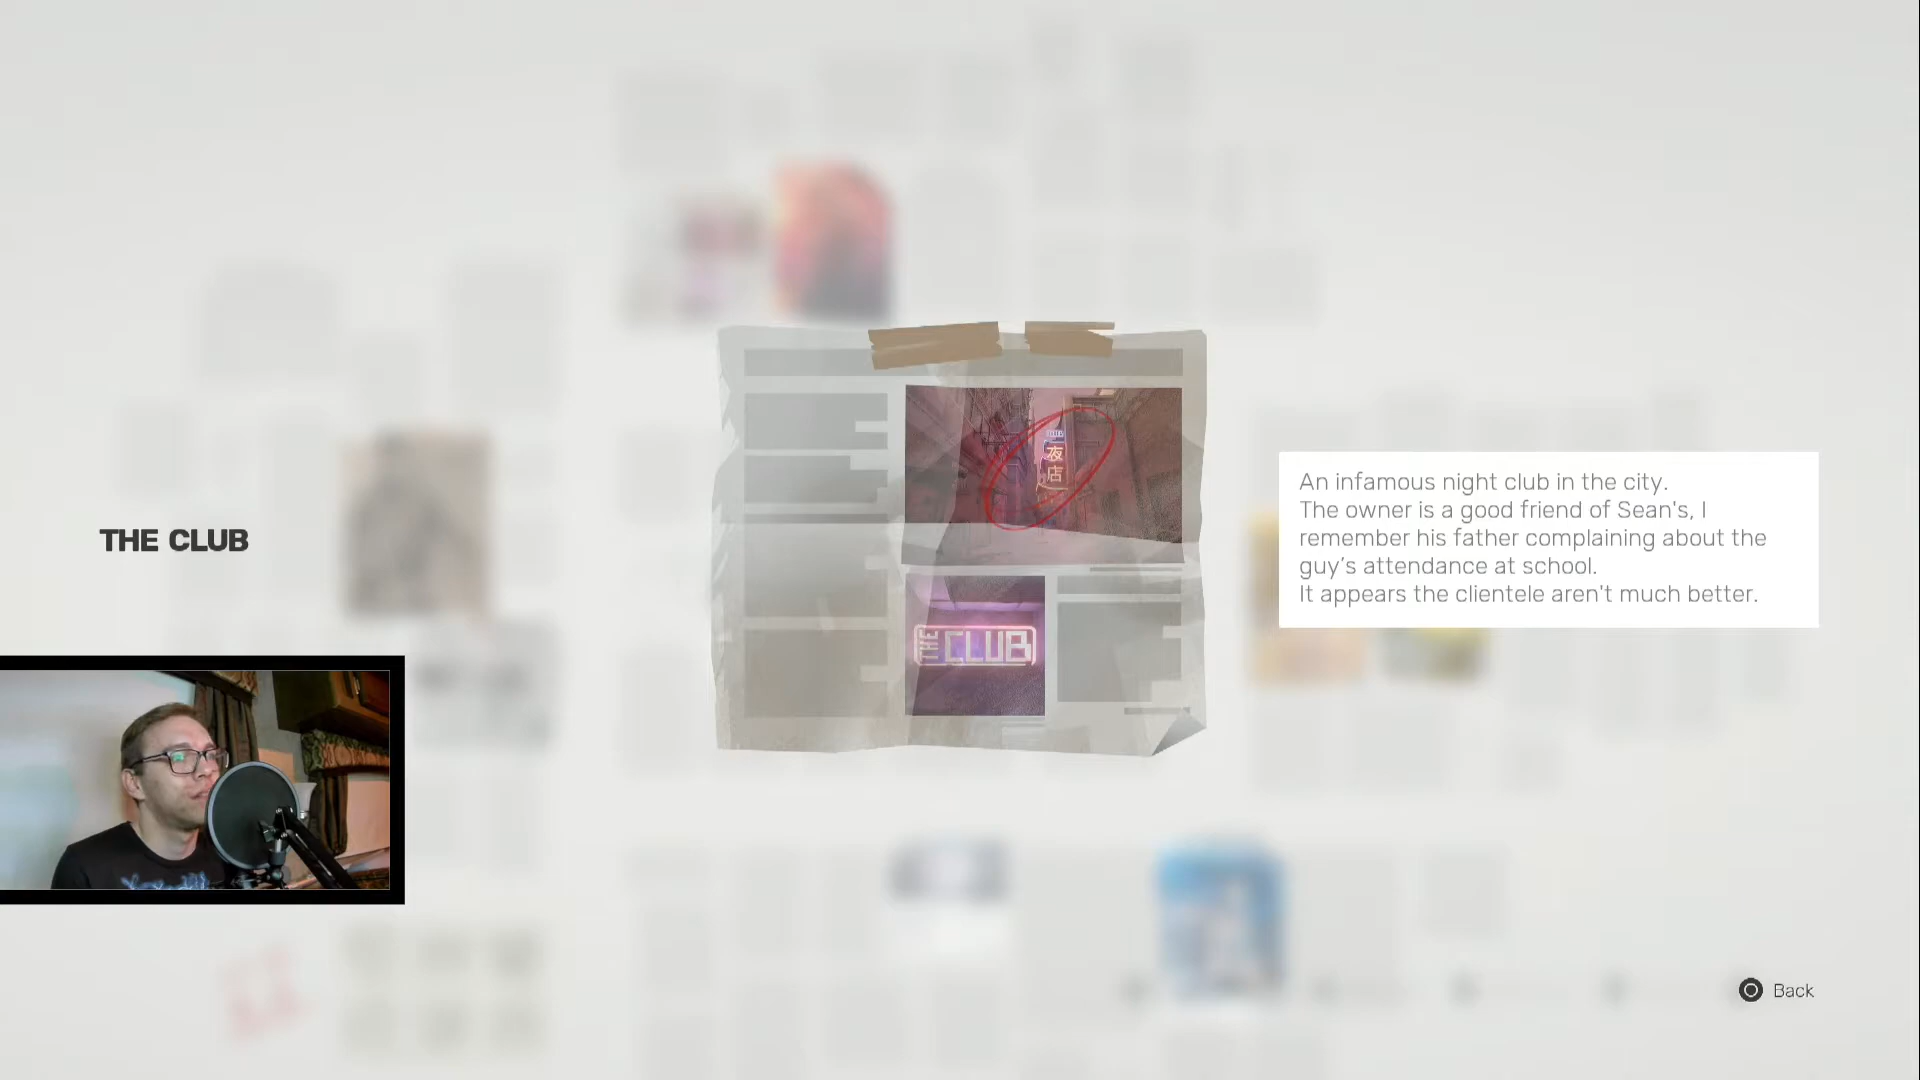 THE CLUB
夜
店
THE CLUB
An infamous night club in the city.
The owner is a good friend of Sean's, I
remember his father complaining about the
guy's attendance at school.
It appears the clientele aren't much better.
Back